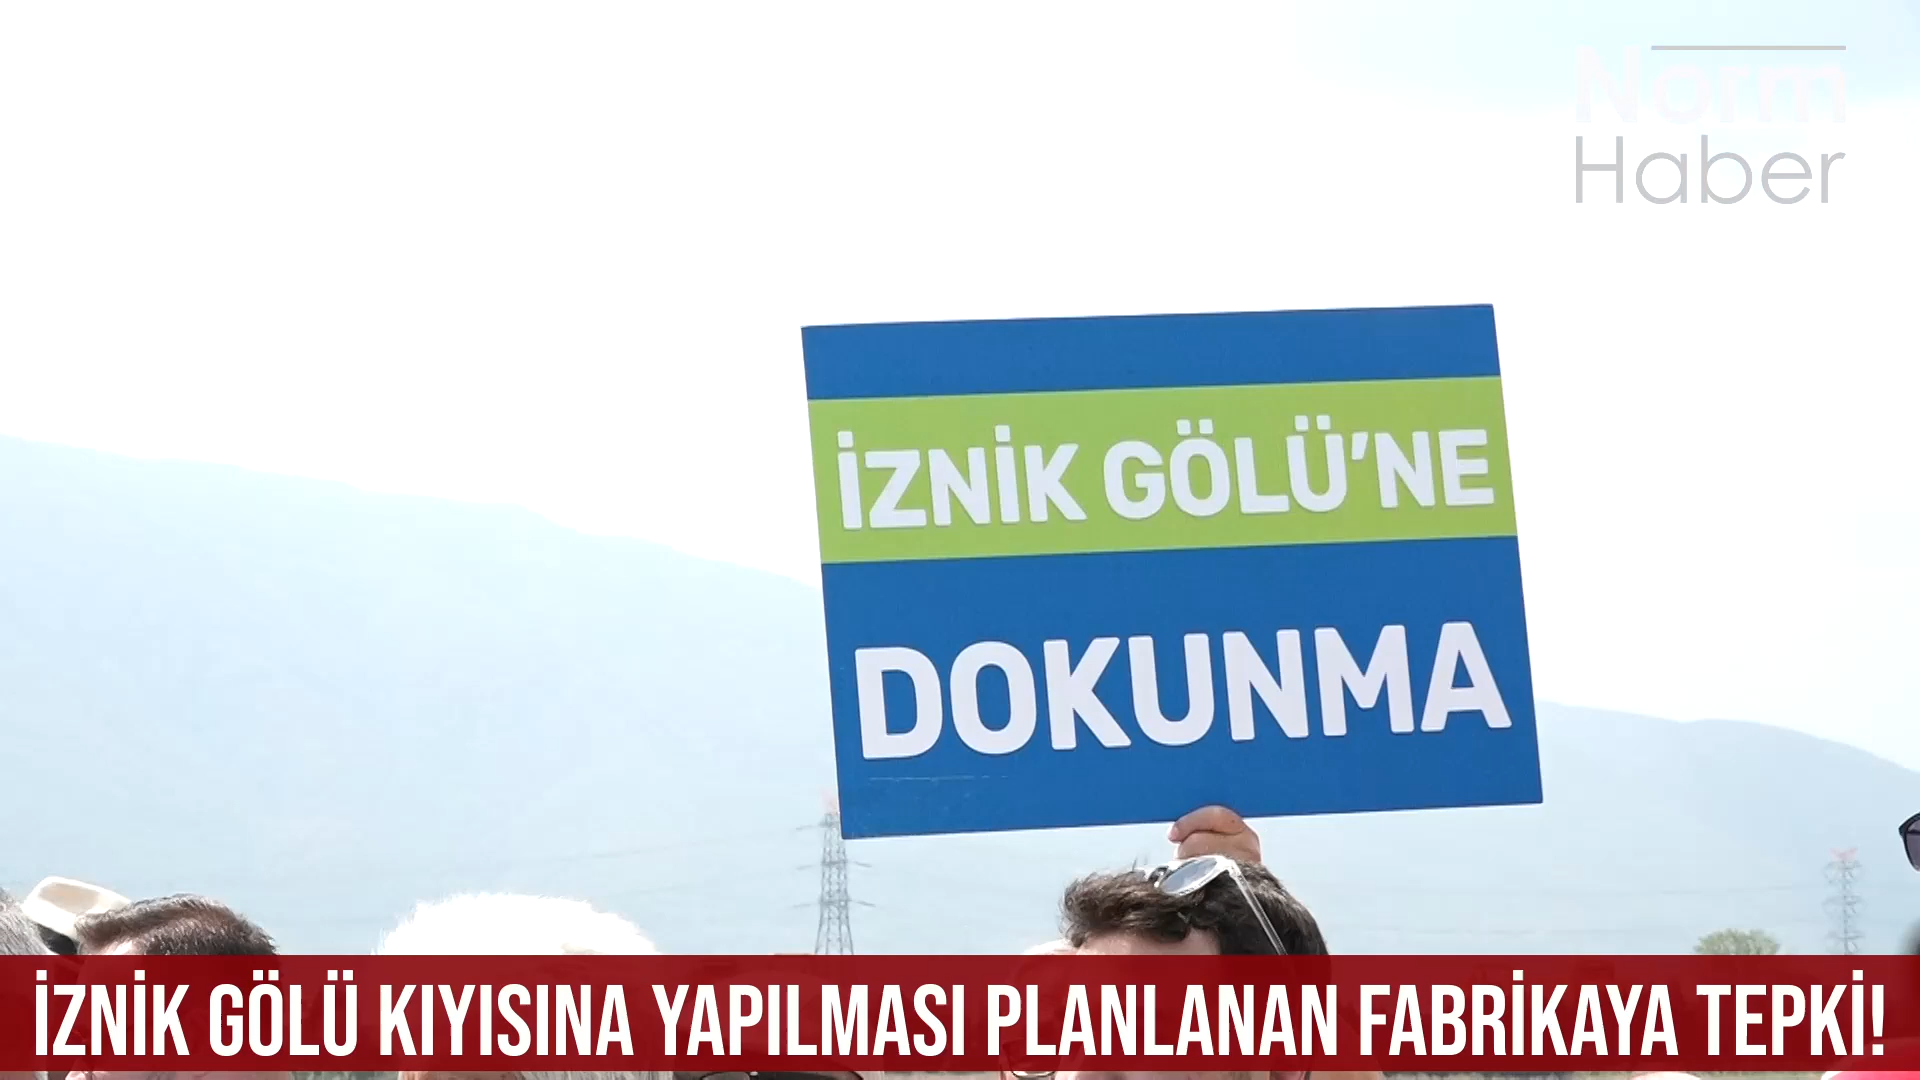 Norm
Haber
İZNİK GÖLÜ'NE
DOKUNMA
İZNİK GÖLÜ KIYISINA YAPILMASI PLANLANAN FABRİKAYA TEPKİ!